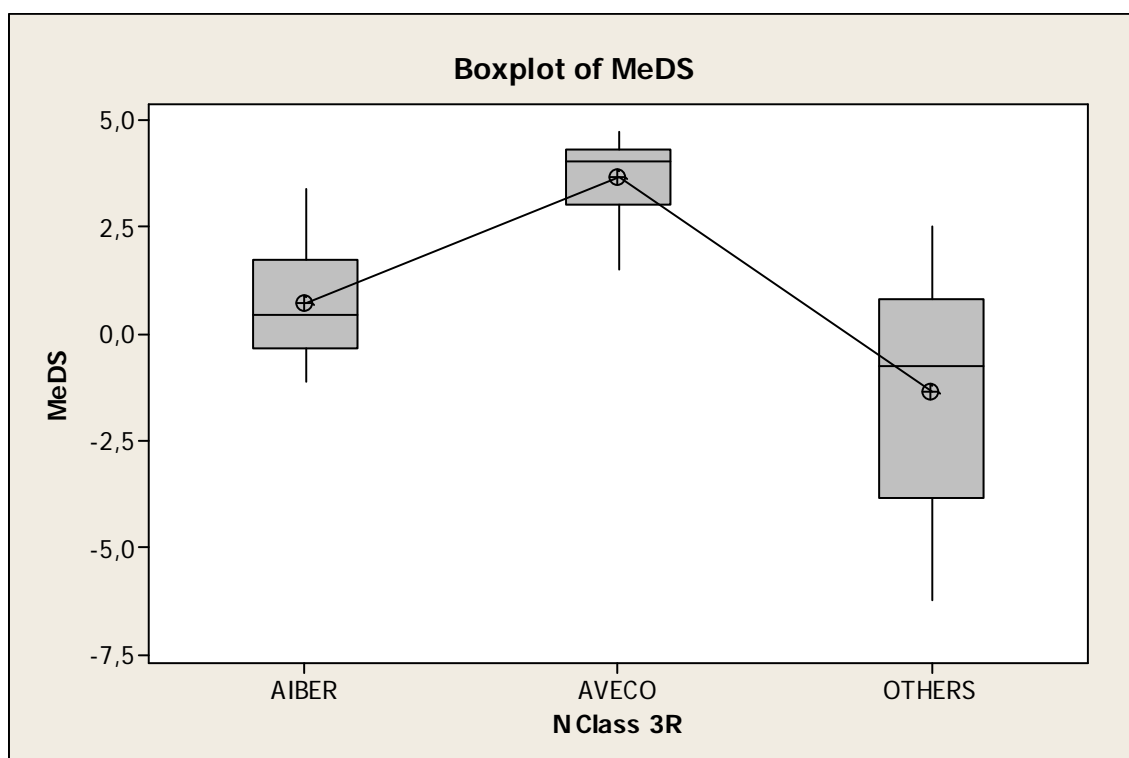 Boxplot of MeDS
5,0
2,5
0,0
-2,5
-5,0
-7,5
MeDS
AIBER AVECO OTHERS
NClass 3R